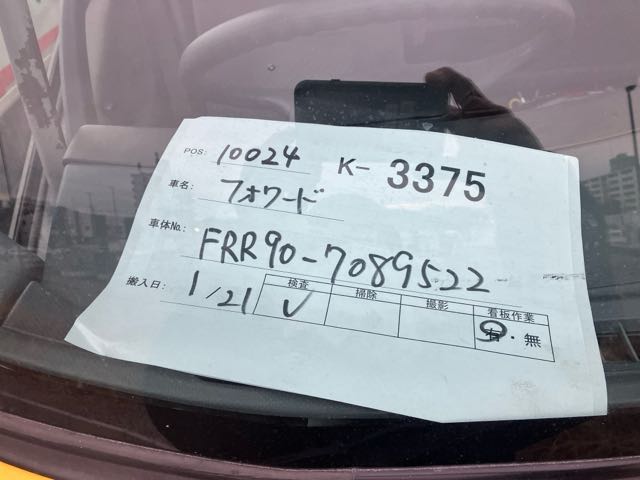 POS: 10024 K- 3375
車名: フォワード
車体No.: FRR90-7089522
搬入日: 1/21
検査 掃除 撮影 看板作業
レ 有・無